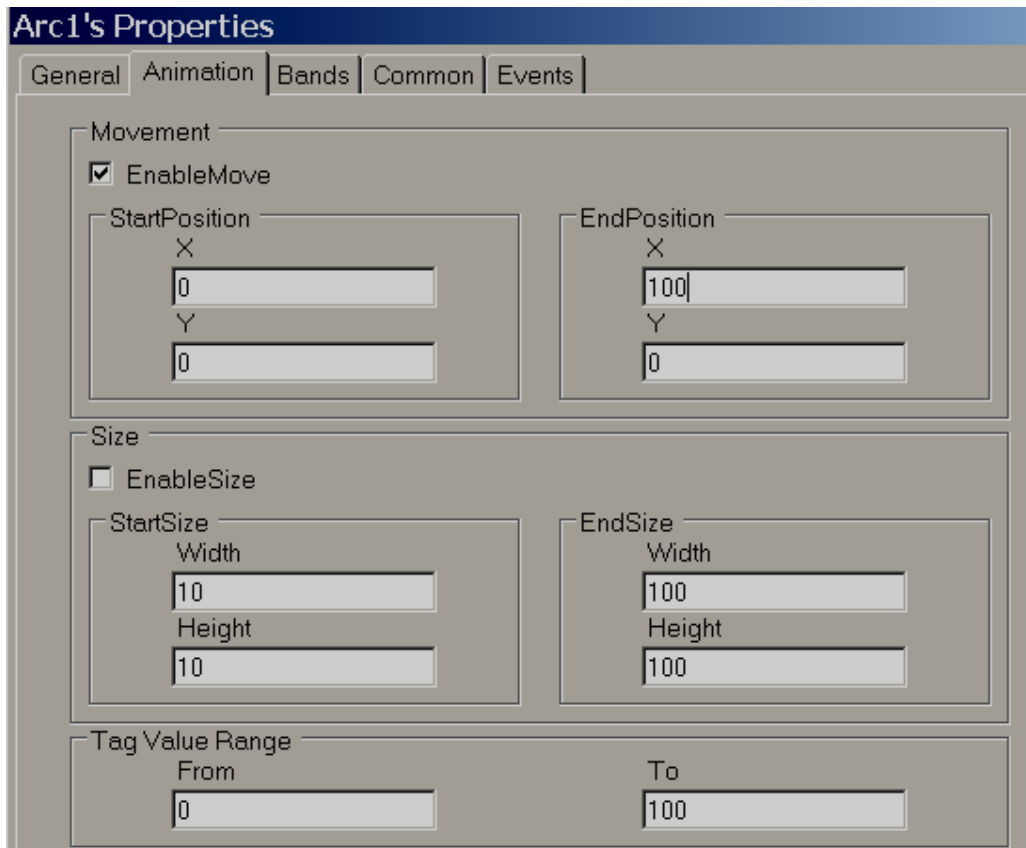 Arc1's Properties
General Animation Bands Common Events
Movement
EnableMove
StartPosition
X
0
Y
0
EndPosition
X
100
Y
0
Size
EnableSize
StartSize
Width
10
Height
10
EndSize
Width
100
Height
100
Tag Value Range
From
0
To
100